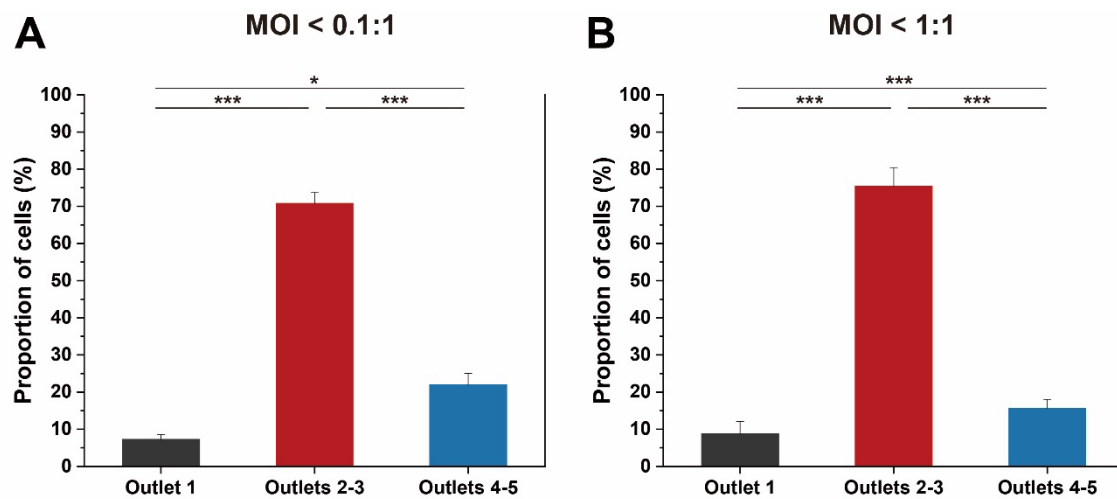 A
MOI < 0.1:1
*
***
***
Proportion of cells (%)
100
90
80
70
60
50
40
30
20
10
0
Outlet 1
Outlets 2-3
Outlets 4-5
B
MOI < 1:1
***
***
***
Proportion of cells (%)
100
90
80
70
60
50
40
30
20
10
0
Outlet 1
Outlets 2-3
Outlets 4-5